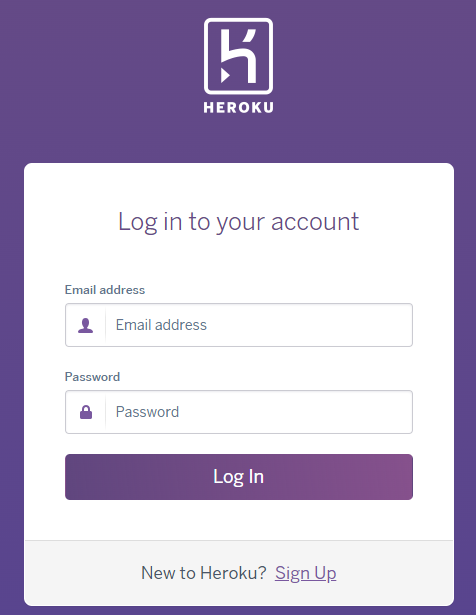 HEROKU
Log in to your account
Email address
Email address
Password
Password
Log In
New to Heroku? Sign Up